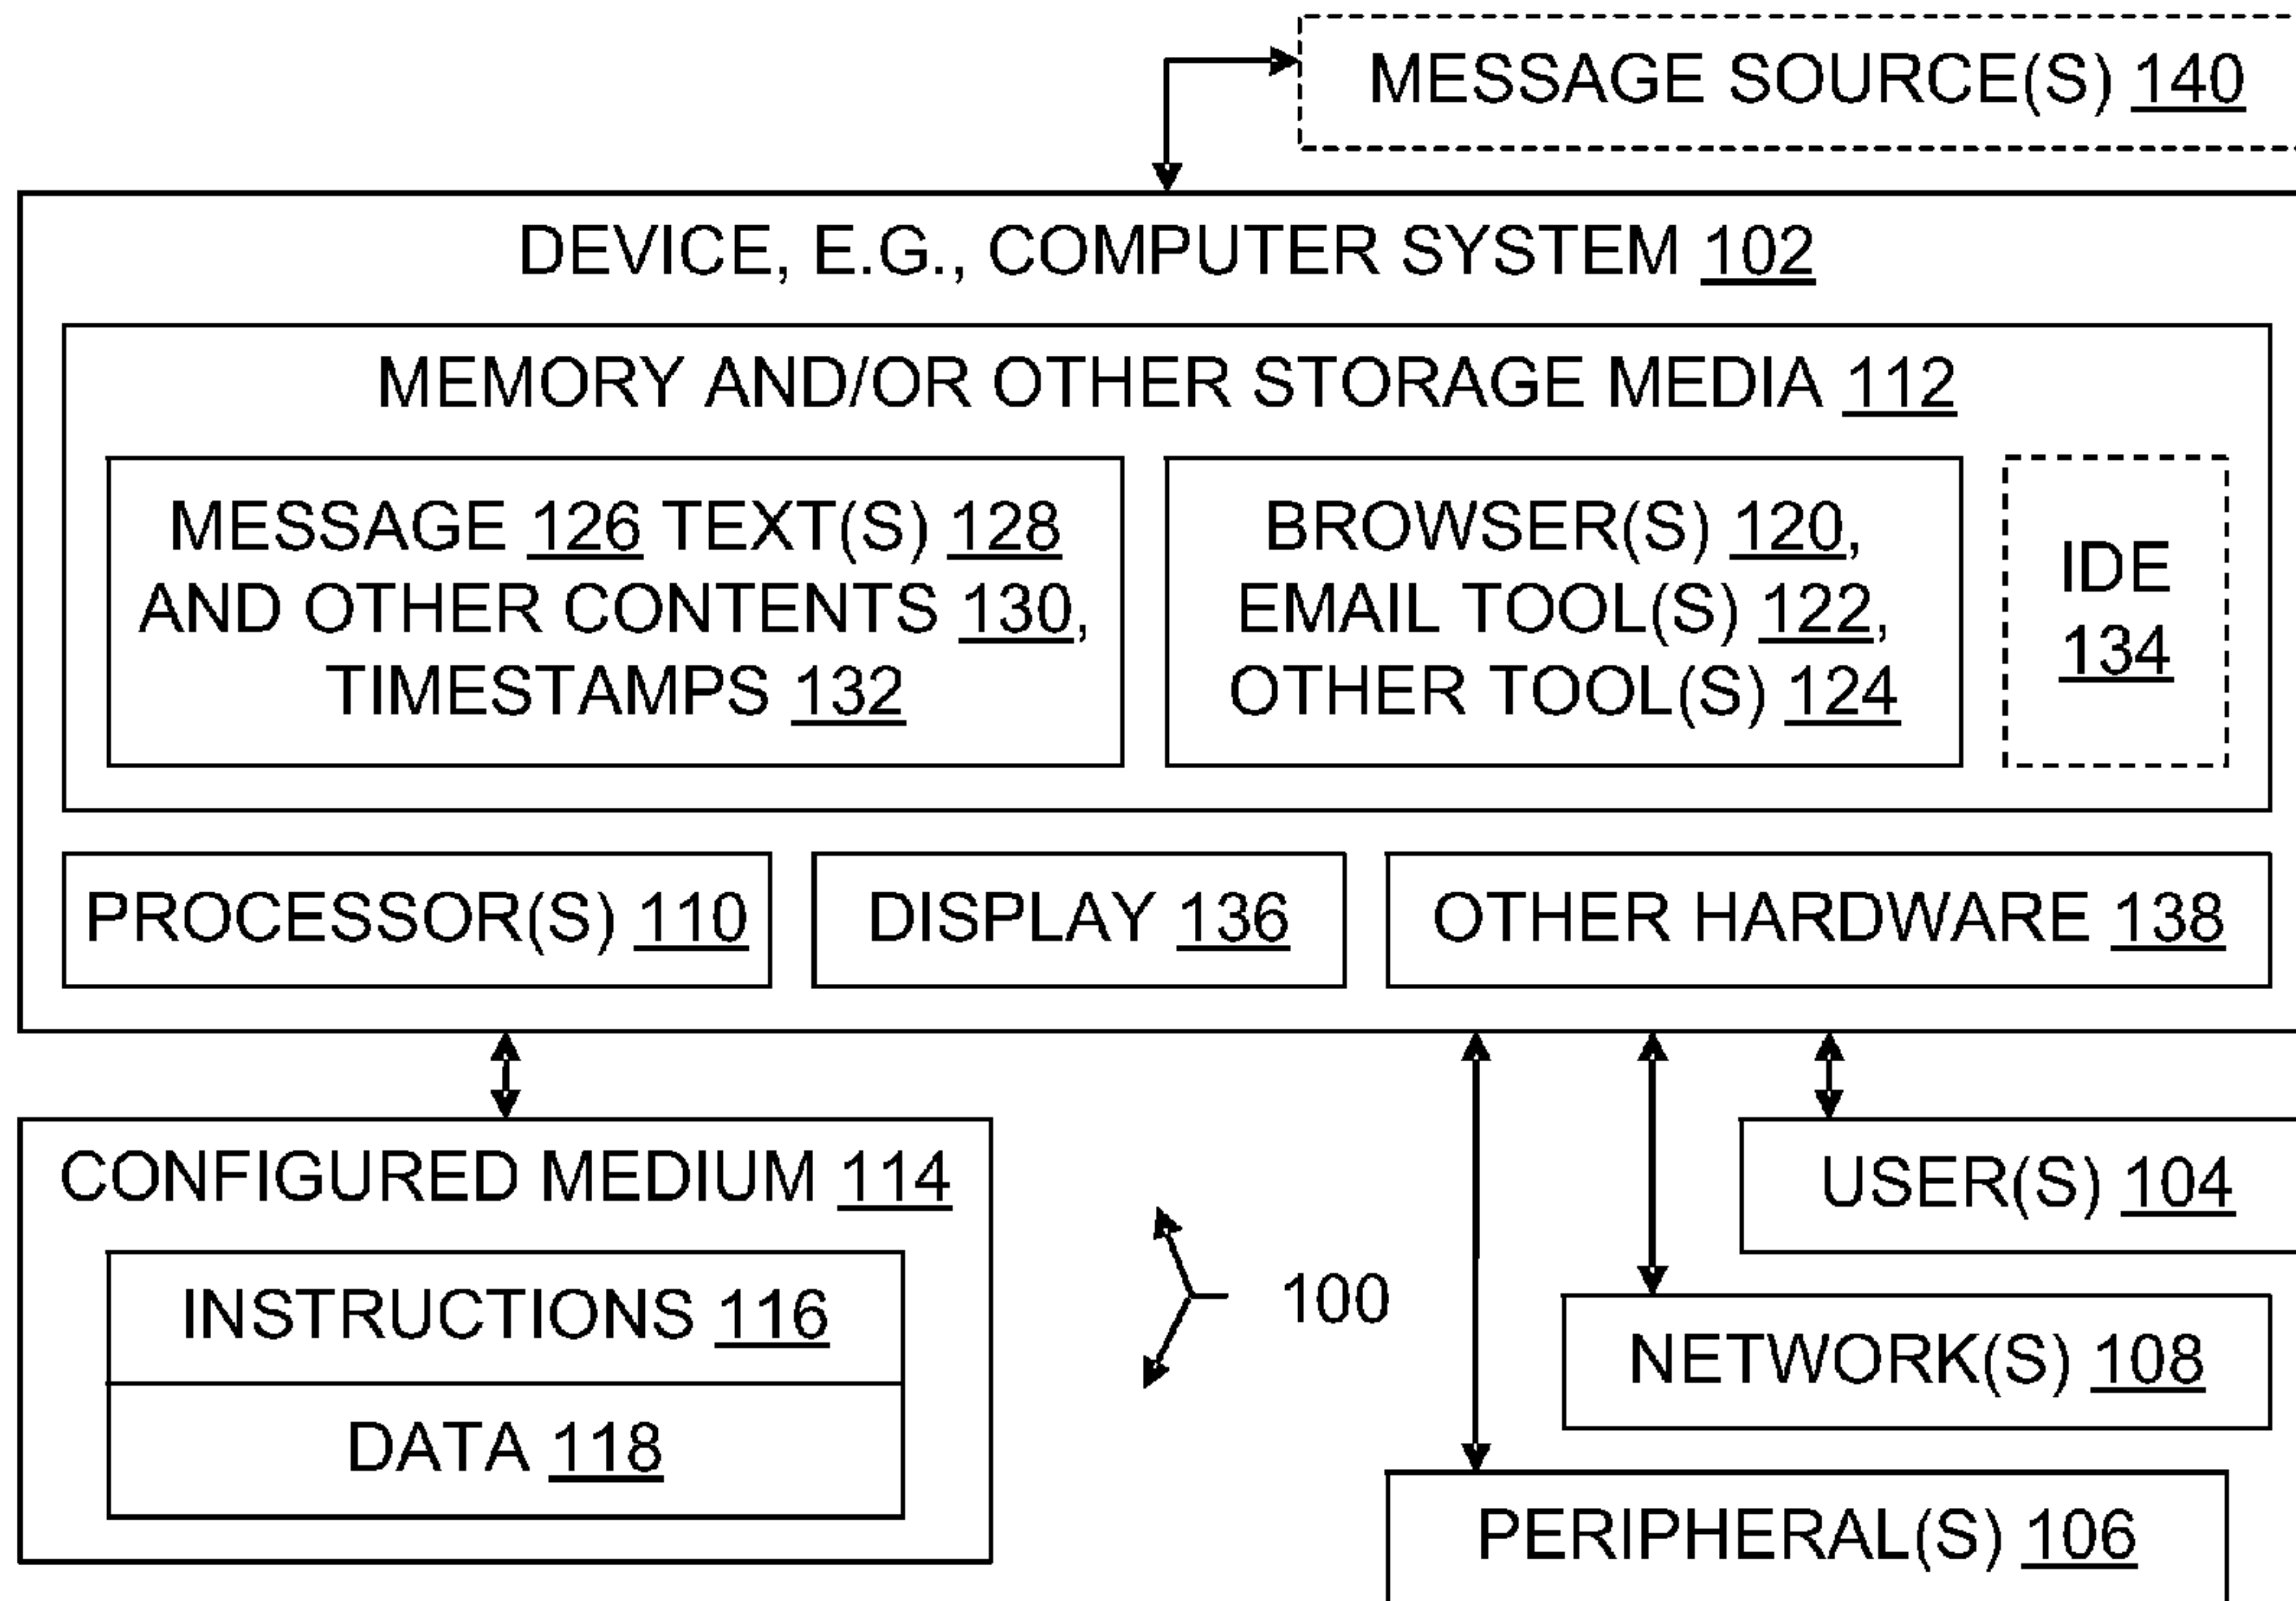 MESSAGE SOURCE(S) 140
DEVICE, E.G., COMPUTER SYSTEM 102
MEMORY AND/OR OTHER STORAGE MEDIA 112
MESSAGE 126 TEXT(S) 128
AND OTHER CONTENTS 130,
TIMESTAMPS 132
BROWSER(S) 120,
EMAIL TOOL(S) 122,
OTHER TOOL(S) 124
IDE
134
PROCESSOR(S) 110
DISPLAY 136
OTHER HARDWARE 138
CONFIGURED MEDIUM 114
INSTRUCTIONS 116
DATA 118
100
USER(S) 104
NETWORK(S) 108
PERIPHERAL(S) 106